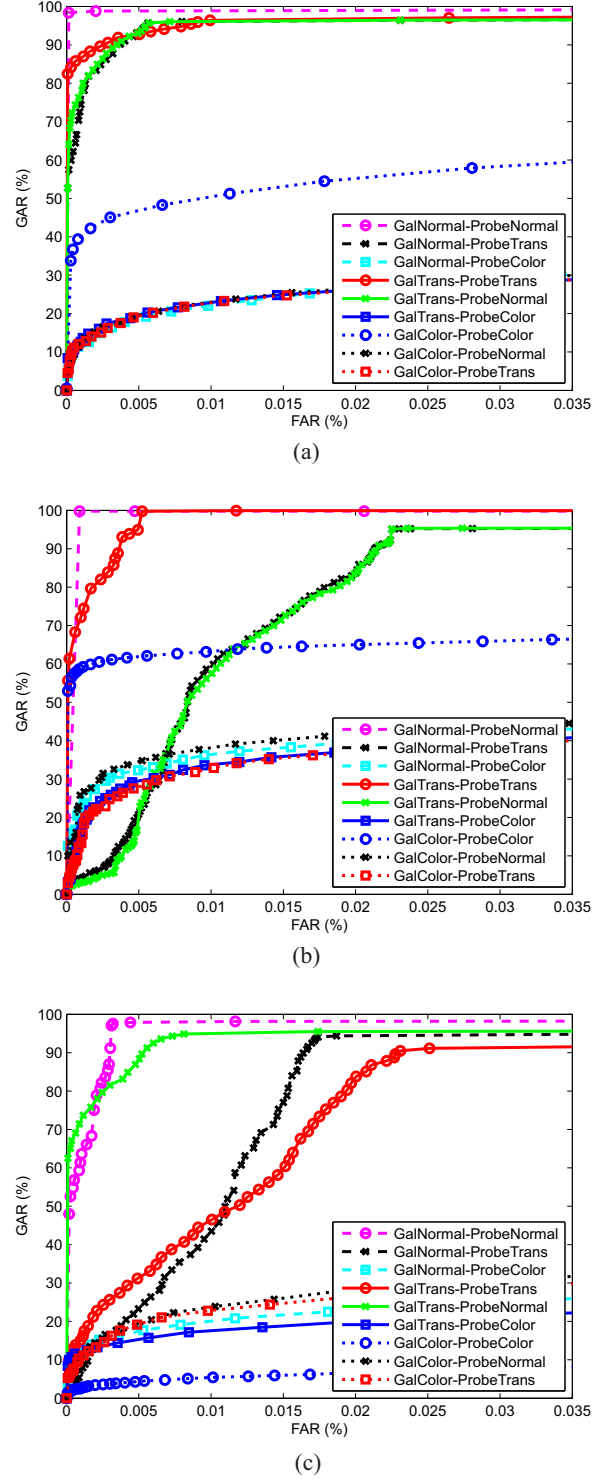 100
90
80
70
60
50
40
30
20
10
0
GAR (%)
0 0.005 0.01 0.015 0.02 0.025 0.03 0.035
FAR (%)
GalNormal-ProbeNormal
GalNormal-ProbeTrans
GalNormal-ProbeColor
GalTrans-ProbeTrans
GalTrans-ProbeNormal
GalTrans-ProbeColor
GalColor-ProbeColor
GalColor-ProbeNormal
GalColor-ProbeTrans
(a)
100
90
80
70
60
50
40
30
20
10
0
GAR (%)
0 0.005 0.01 0.015 0.02 0.025 0.03 0.035
FAR (%)
GalNormal-ProbeNormal
GalNormal-ProbeTrans
GalNormal-ProbeColor
GalTrans-ProbeTrans
GalTrans-ProbeNormal
GalTrans-ProbeColor
GalColor-ProbeColor
GalColor-ProbeNormal
GalColor-ProbeTrans
(b)
100
90
80
70
60
50
40
30
20
10
0
GAR (%)
0 0.005 0.01 0.015 0.02 0.025 0.03 0.035
FAR (%)
GalNormal-ProbeNormal
GalNormal-ProbeTrans
GalNormal-ProbeColor
GalTrans-ProbeTrans
GalTrans-ProbeNormal
GalTrans-ProbeColor
GalColor-ProbeColor
GalColor-ProbeNormal
GalColor-ProbeTrans
(c)